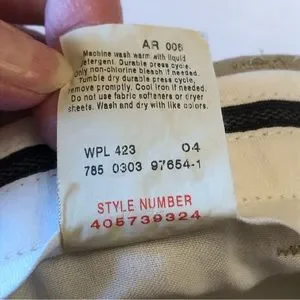 AR 006
Machine wash warm with liquid
detergent. Durable press cycle.
Only non-chlorine bleach if needed.
Tumble dry durable press cycle,
remove promptly. Cool iron if needed.
Do not use fabric softeners or dryer
sheets. Wash and dry with like colors.
WPL 423 04
785 0303 97654-1
STYLE NUMBER
405739324